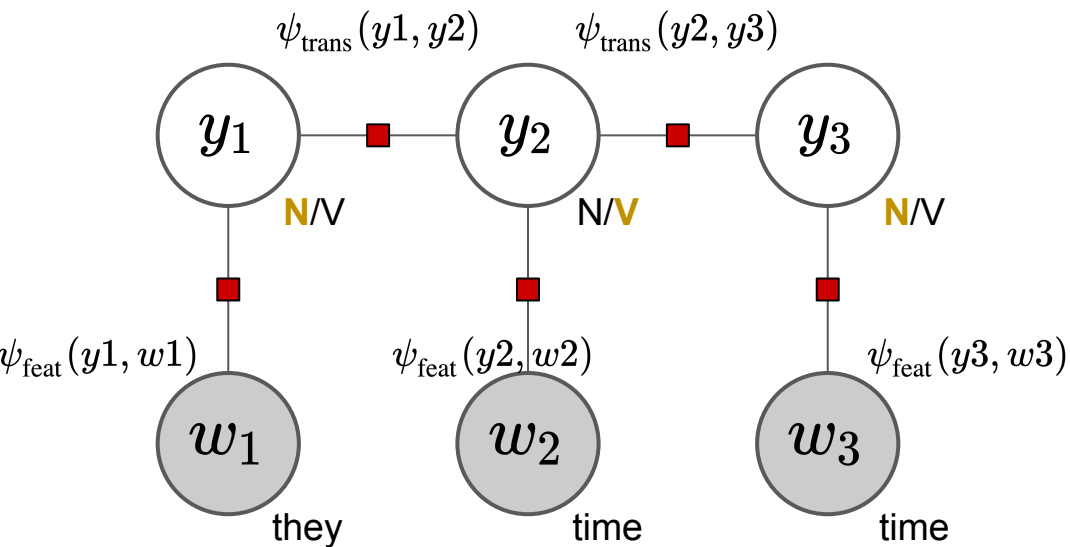 ψtrans(y1, y2) ψtrans(y2, y3)
y1 y2 y3
N/V N/V N/V
ψfeat(y1, w1) ψfeat(y2, w2) ψfeat(y3, w3)
w1 w2 w3
they time time